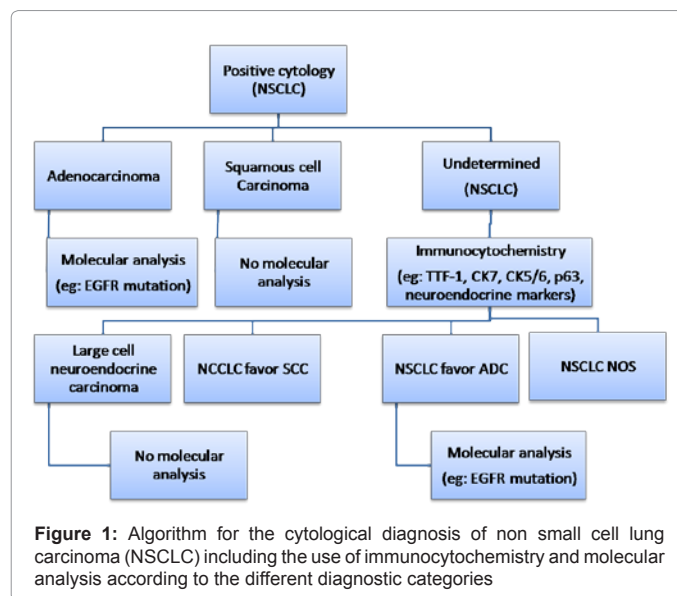 Positive cytology
(NSCLC)
Adenocarcinoma
Squamous cell
Carcinoma
Undetermined
(NSCLC)
Molecular analysis
(eg: EGFR mutation)
No molecular
analysis
Immunocytochemistry
(eg: TTF-1, CK7, CK5/6, p63,
neuroendocrine markers)
Large cell
neuroendocrine
carcinoma
NCCLC favor SCC
NSCLC favor ADC
NSCLC NOS
No molecular
analysis
Molecular analysis
(eg: EGFR mutation)
Figure 1: Algorithm for the cytological diagnosis of non small cell lung
carcinoma (NSCLC) including the use of immunocytochemistry and molecular
analysis according to the different diagnostic categories